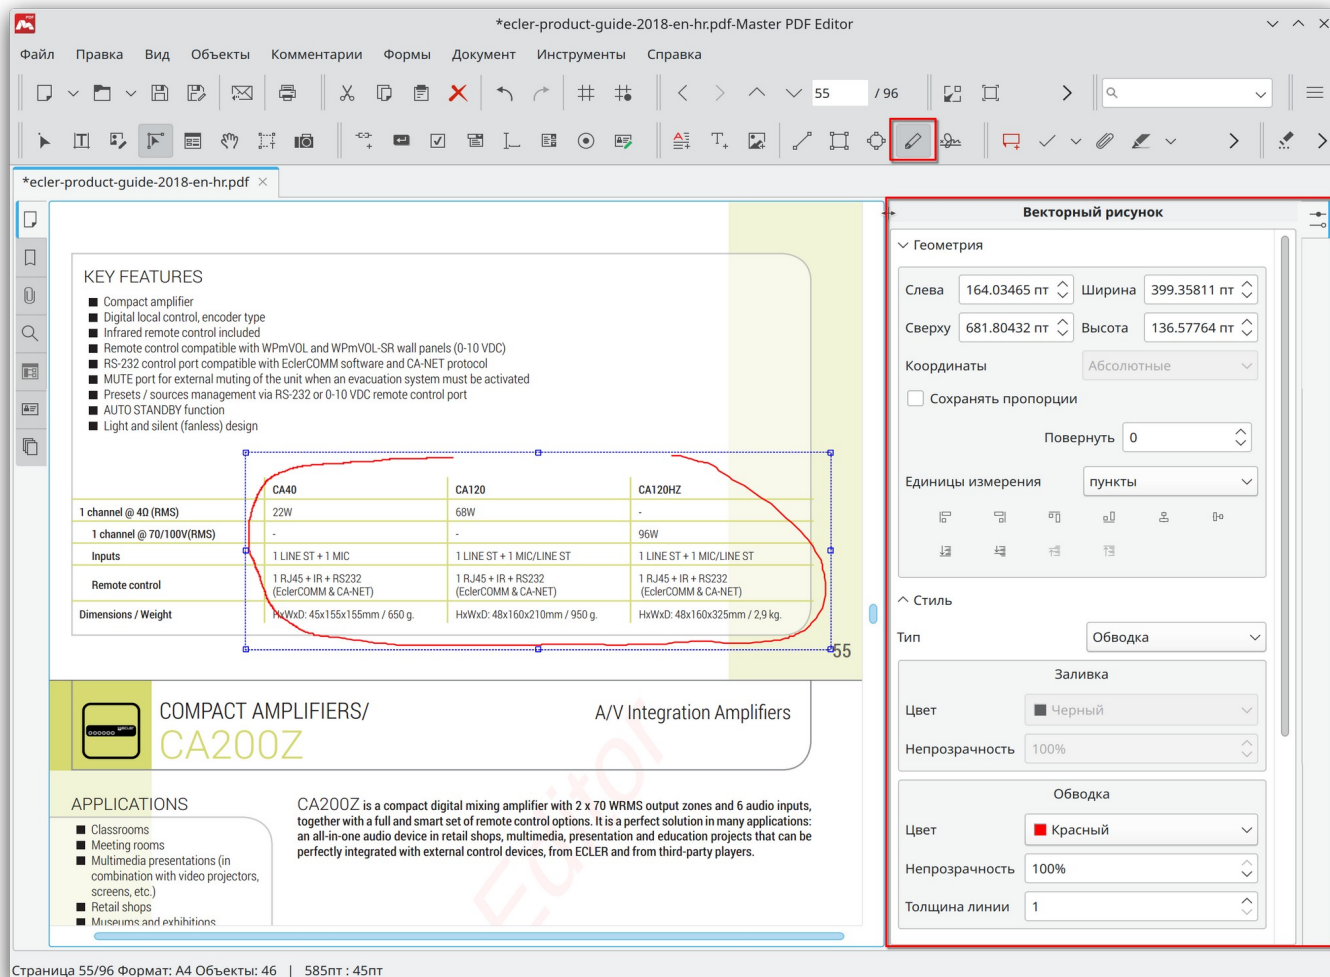 *ecler-product-guide-2018-en-hr.pdf-Master PDF Editor
Файл Правка Вид Объекты Комментарии Формы Документ Инструменты Справка
55 / 96
*ecler-product-guide-2018-en-hr.pdf
KEY FEATURES
Compact amplifier
Digital local control, encoder type
Infrared remote control included
Remote control compatible with WPmVOL and WPmVOL-SR wall panels (0-10 VDC)
RS-232 control port compatible with EclerCOMM software and CA-NET protocol
MUTE port for external muting of the unit when an evacuation system must be activated
Presets / sources management via RS-232 or 0-10 VDC remote control port
AUTO STANDBY function
Light and silent (fanless) design
CA40 CA120 CA120HZ
1 channel @ 4Ω (RMS) 22W 68W -
1 channel @ 70/100V(RMS) - - 96W
Inputs 1 LINE ST + 1 MIC 1 LINE ST + 1 MIC/LINE ST 1 LINE ST + 1 MIC/LINE ST
Remote control 1 RJ45 + IR + RS232 1 RJ45 + IR + RS232 1 RJ45 + IR + RS232
(EclerCOMM & CA-NET) (EclerCOMM & CA-NET) (EclerCOMM & CA-NET)
Dimensions / Weight HxWxD: 45x155x155mm / 650 g. HxWxD: 48x160x210mm / 950 g. HxWxD: 48x160x325mm / 2,9 kg.
55
COMPACT AMPLIFIERS/
CA200Z
A/V Integration Amplifiers
APPLICATIONS
Classrooms
Meeting rooms
Multimedia presentations (in
combination with video projectors,
screens, etc.)
Retail shops
Museums and exhibitions
CA200Z is a compact digital mixing amplifier with 2 x 70 WRMS output zones and 6 audio inputs,
together with a full and smart set of remote control options. It is a perfect solution in many applications:
an all-in-one audio device in retail shops, multimedia, presentation and education projects that can be
perfectly integrated with external control devices, from ECLER and from third-party players.
Editor
Векторный рисунок
Геометрия
Слева 164.03465 пт Ширина 399.35811 пт
Сверху 681.80432 пт Высота 136.57764 пт
Координаты Абсолютные
Сохранять пропорции
Повернуть 0
Единицы измерения пункты
Стиль
Тип Обводка
Заливка
Цвет Черный
Непрозрачность 100%
Обводка
Цвет Красный
Непрозрачность 100%
Толщина линии 1
Страница 55/96 Формат: A4 Объекты: 46 | 585пт : 45пт